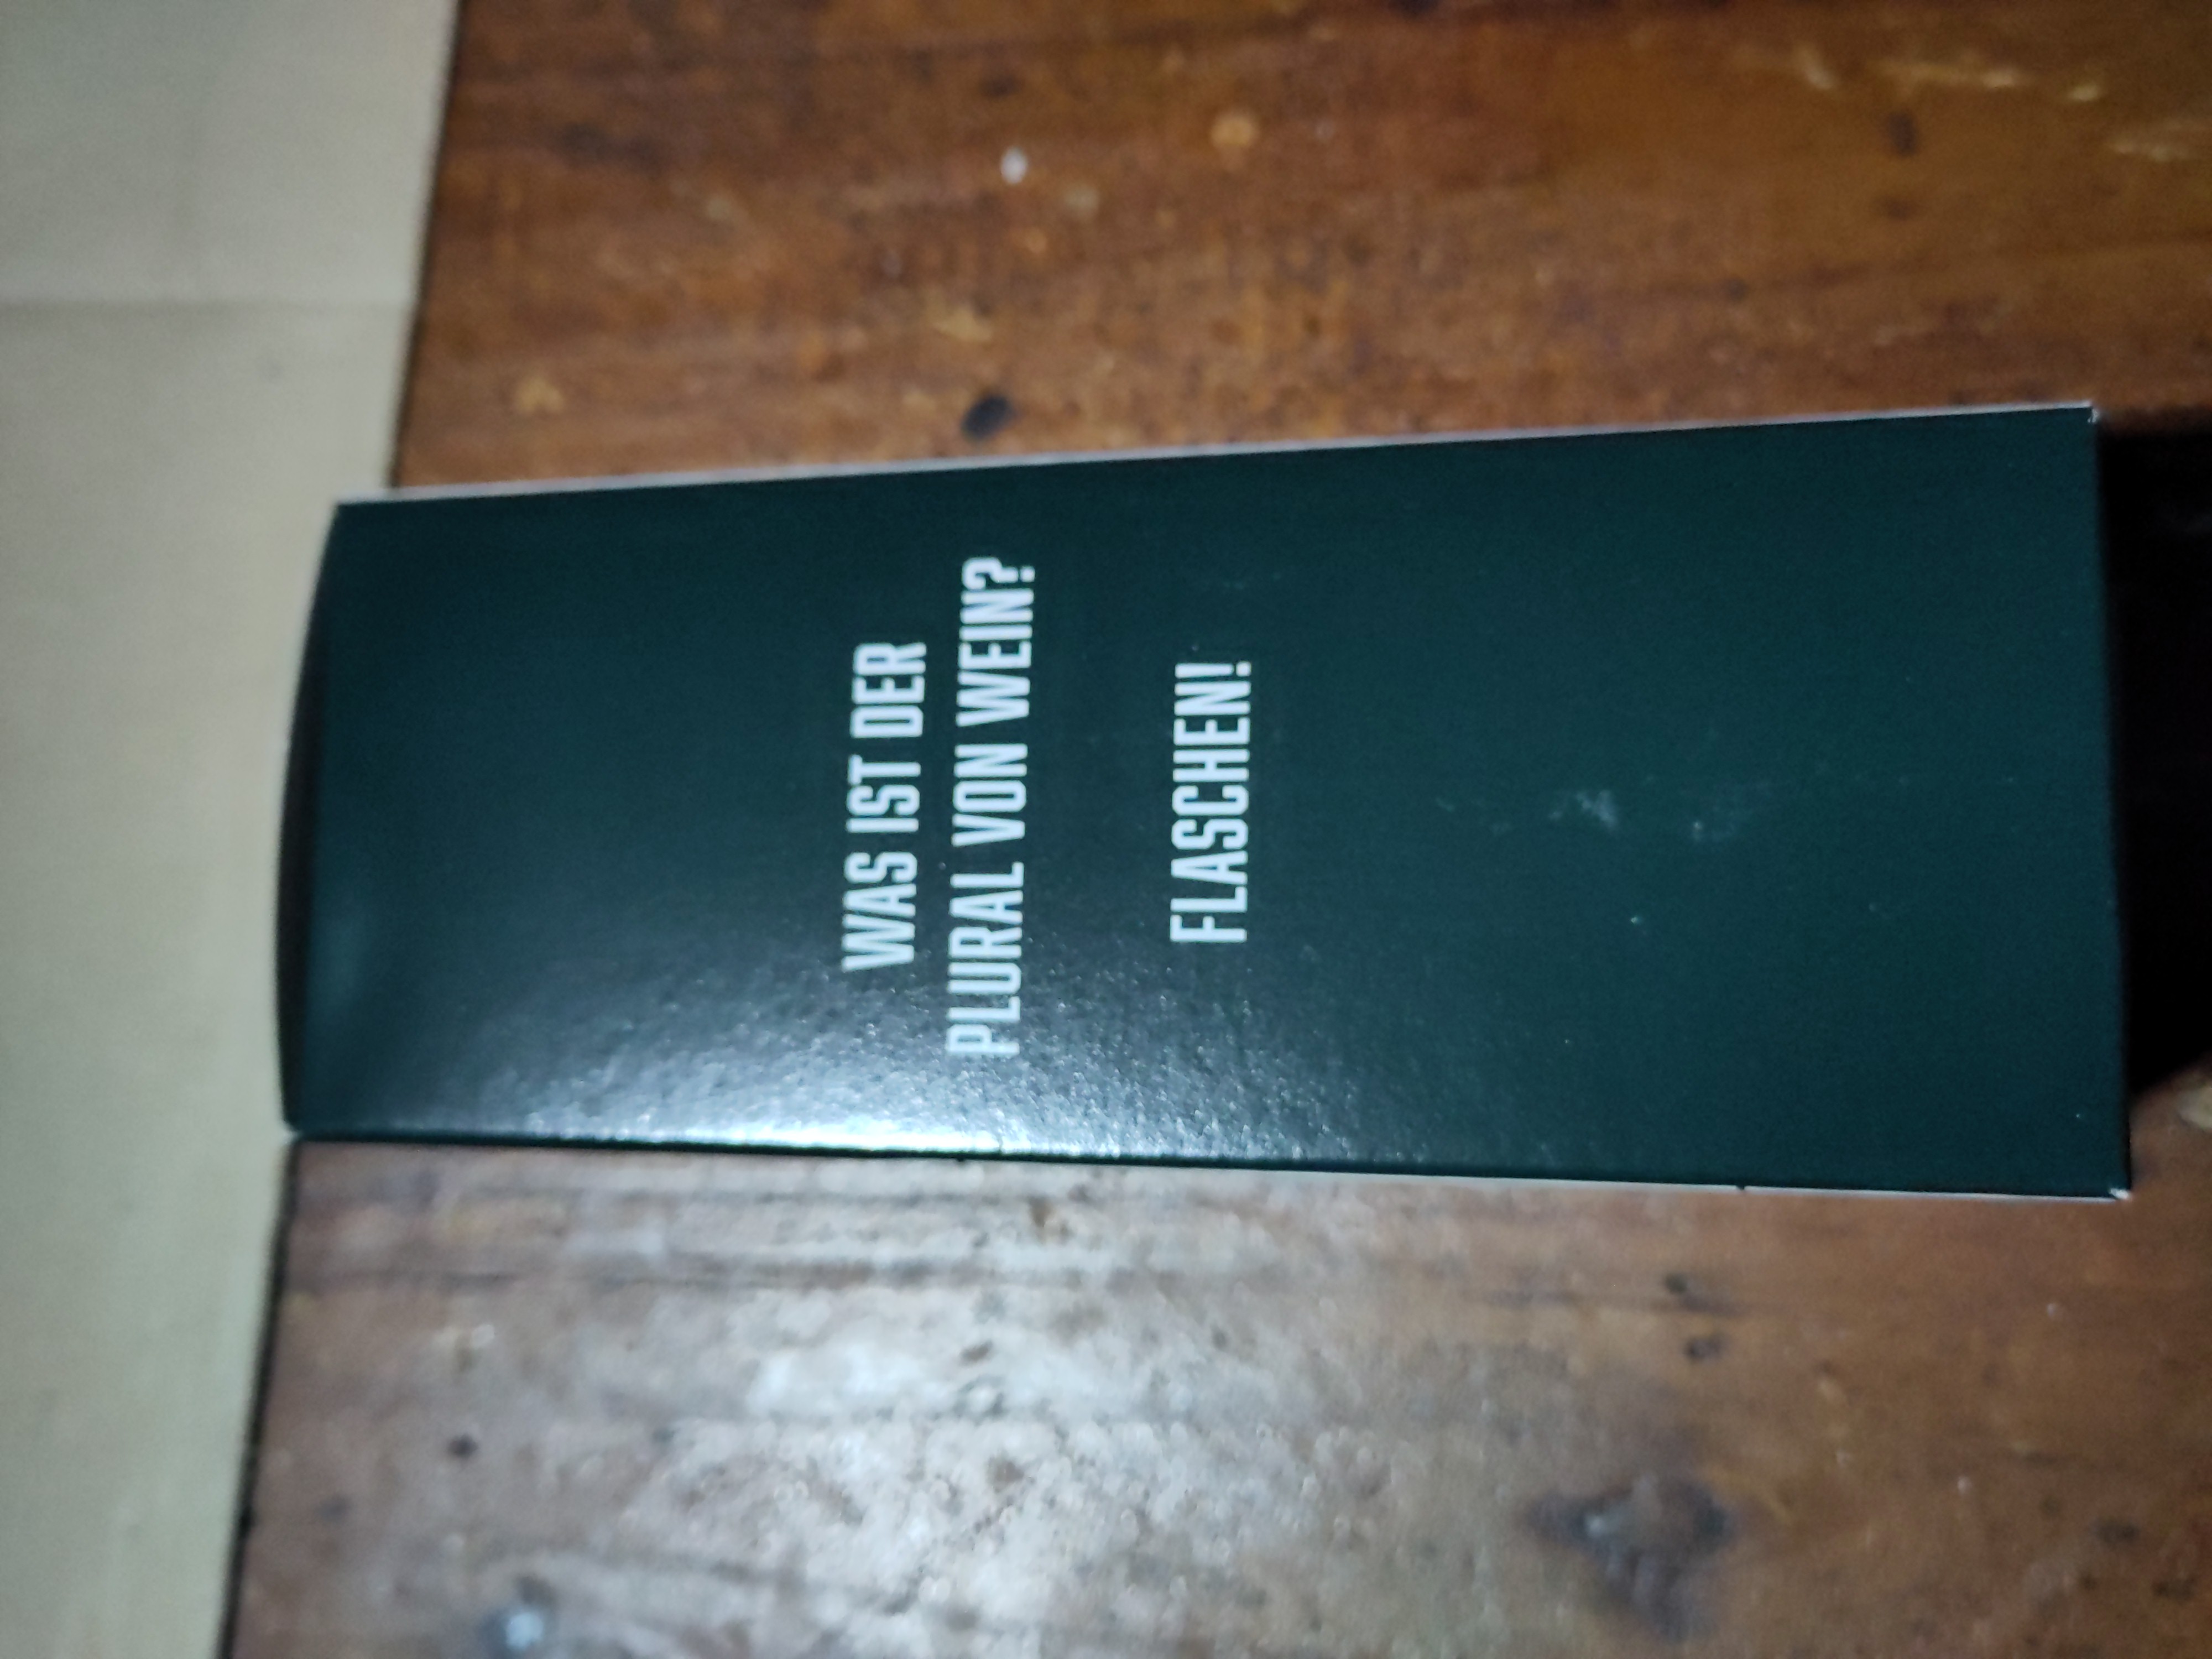 WAS IST DER
PLURAL VON WEIN?
FLASCHEN!